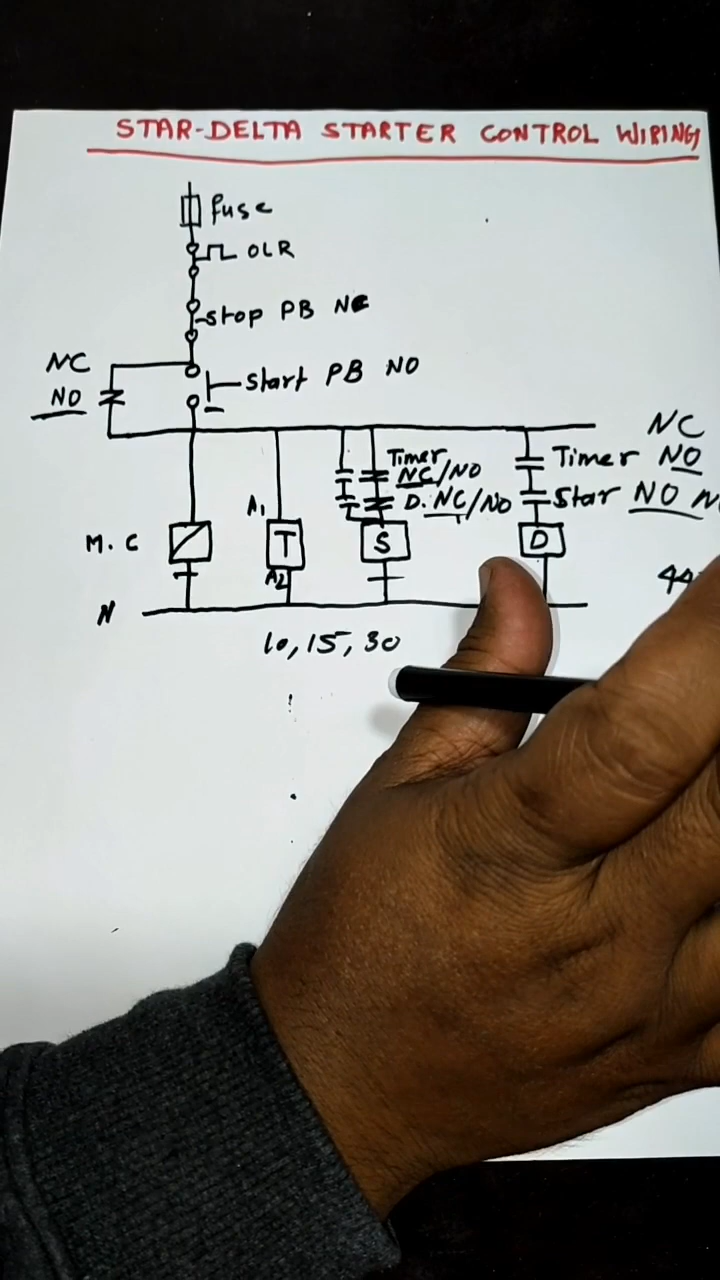 STAR-DELTA STARTER CONTROL WIRING
fuse
OLR
stop PB NC
NC
NO
start PB NO
NC
Timer
NC/NO
D. NC/NO
Timer NO
Star NO
A1
M.C
T
A2
S
D
44
N
10, 15, 30